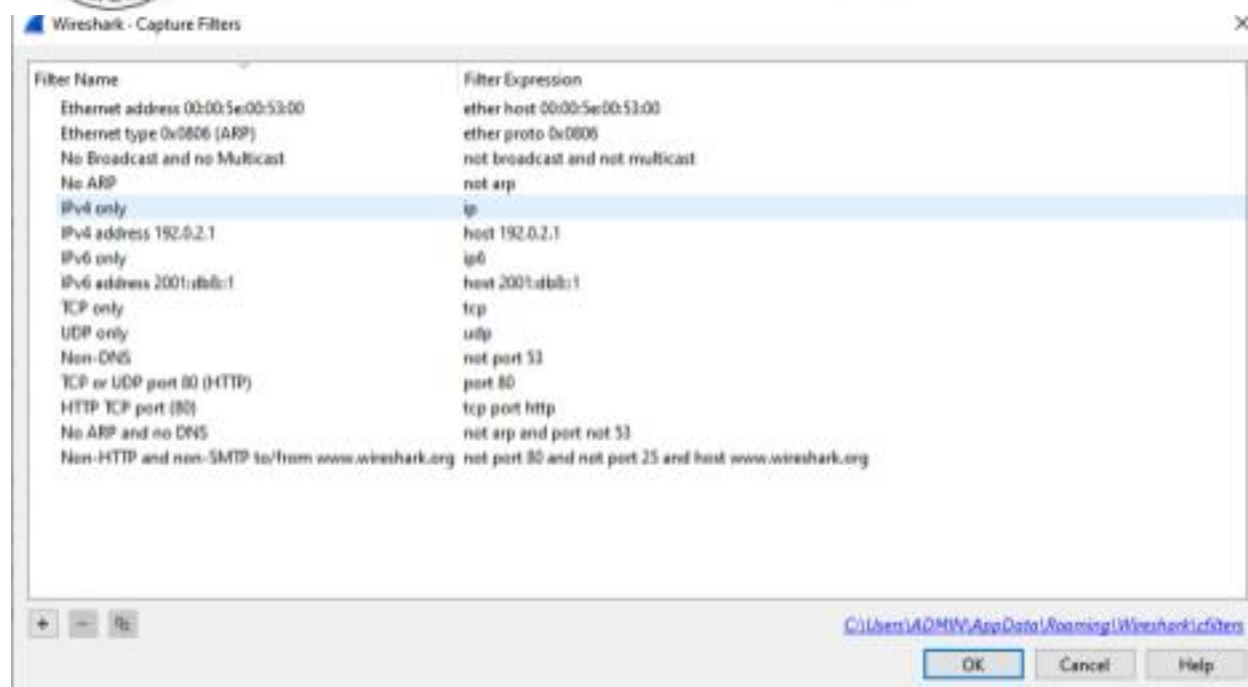 Wireshark - Capture Filters
Filter Name Filter Expression
Ethernet address 00:00:5e:00:53:00 ether host 00:00:5e:00:53:00
Ethernet type 0x0806 (ARP) ether proto 0x0806
No Broadcast and no Multicast not broadcast and not multicast
No ARP not arp
IPv4 only ip
IPv4 address 192.0.2.1 host 192.0.2.1
IPv6 only ip6
IPv6 address 2001:db8::1 host 2001:db8::1
TCP only tcp
UDP only udp
Non-DNS not port 53
TCP or UDP port 80 (HTTP) port 80
HTTP TCP port (80) tcp port http
No ARP and no DNS not arp and port not 53
Non-HTTP and non-SMTP to/from www.wireshark.org not port 80 and not port 25 and host www.wireshark.org
C:\Users\ADMIN\AppData\Roaming\Wireshark\cfilters
OK Cancel Help